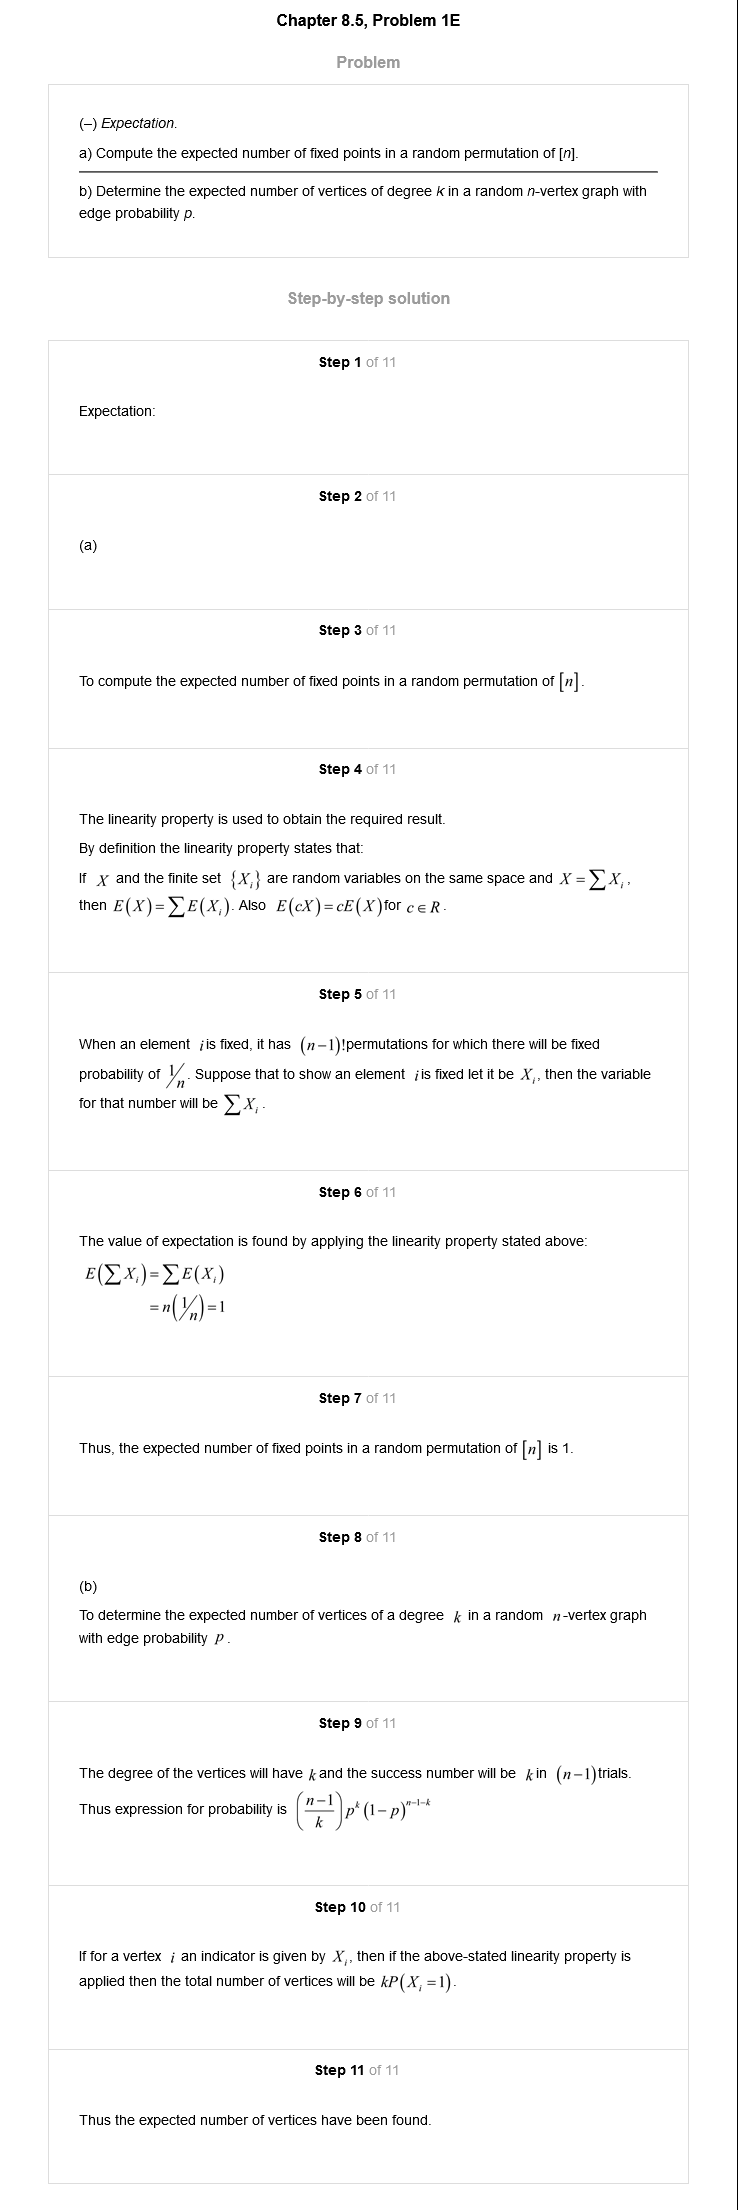 Chapter 8.5, Problem 1E
Problem
(–) Expectation.
a) Compute the expected number of fixed points in a random permutation of [n].
b) Determine the expected number of vertices of degree k in a random n-vertex graph with
edge probability p.
Step-by-step solution
Step 1 of 11
Expectation:
Step 2 of 11
(a)
Step 3 of 11
To compute the expected number of fixed points in a random permutation of [n].
Step 4 of 11
The linearity property is used to obtain the required result.
By definition the linearity property states that:
If X and the finite set {X_i} are random variables on the same space and X = ∑X_i,
then E(X) = ∑E(X_i). Also E(cX) = cE(X) for c ∈ R.
Step 5 of 11
When an element i is fixed, it has (n−1)! permutations for which there will be fixed
probability of 1/n. Suppose that to show an element i is fixed let it be X_i, then the variable
for that number will be ∑X_i.
Step 6 of 11
The value of expectation is found by applying the linearity property stated above:
E(∑X_i) = ∑E(X_i)
= n(1/n) = 1
Step 7 of 11
Thus, the expected number of fixed points in a random permutation of [n] is 1.
Step 8 of 11
(b)
To determine the expected number of vertices of a degree k in a random n-vertex graph
with edge probability p.
Step 9 of 11
The degree of the vertices will have k and the success number will be k in (n−1) trials.
Thus expression for probability is ((n−1)/k) p^k (1−p)^(n−1−k)
Step 10 of 11
If for a vertex i an indicator is given by X_i, then if the above-stated linearity property is
applied then the total number of vertices will be kP(X_i = 1).
Step 11 of 11
Thus the expected number of vertices have been found.